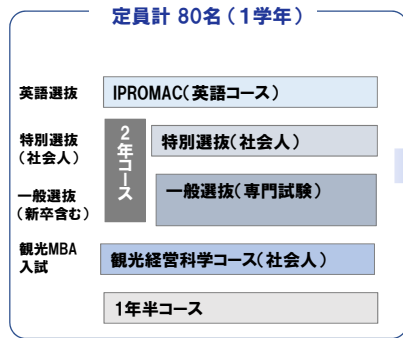 定員計 80名（1学年）
英語選抜
IPROMAC（英語コース）
特別選抜
（社会人）
2年コース
特別選抜（社会人）
一般選抜
（新卒含む）
一般選抜（専門試験）
観光MBA
入試
観光経営科学コース（社会人）
1年半コース